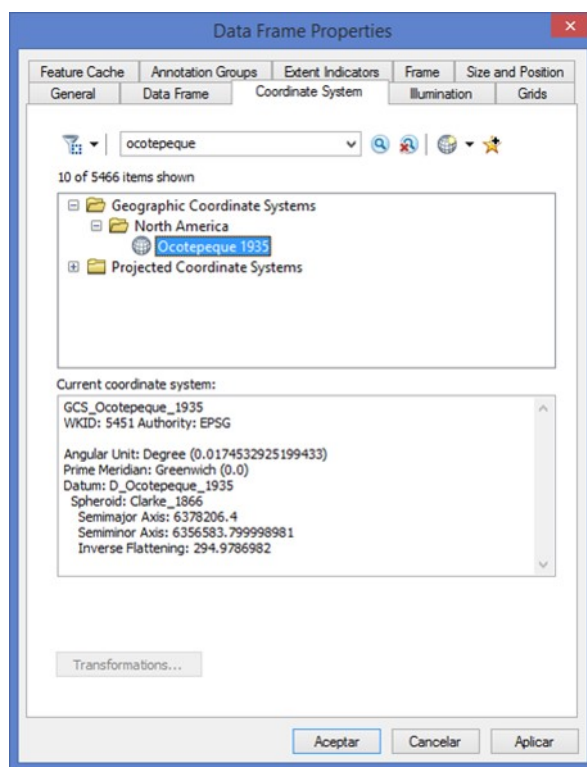 Data Frame Properties
Feature Cache Annotation Groups Extent Indicators Frame Size and Position
General Data Frame Coordinate System Illumination Grids
ocotepeque
10 of 5466 items shown
Geographic Coordinate Systems
North America
Ocotepeque 1935
Projected Coordinate Systems
Current coordinate system:
GCS_Ocotepeque_1935
WKID: 5451 Authority: EPSG
Angular Unit: Degree (0.0174532925199433)
Prime Meridian: Greenwich (0.0)
Datum: D_Ocotepeque_1935
Spheroid: Clarke_1866
Semimajor Axis: 6378206.4
Semiminor Axis: 6356583.799998981
Inverse Flattening: 294.9786982
Transformations...
Aceptar Cancelar Aplicar